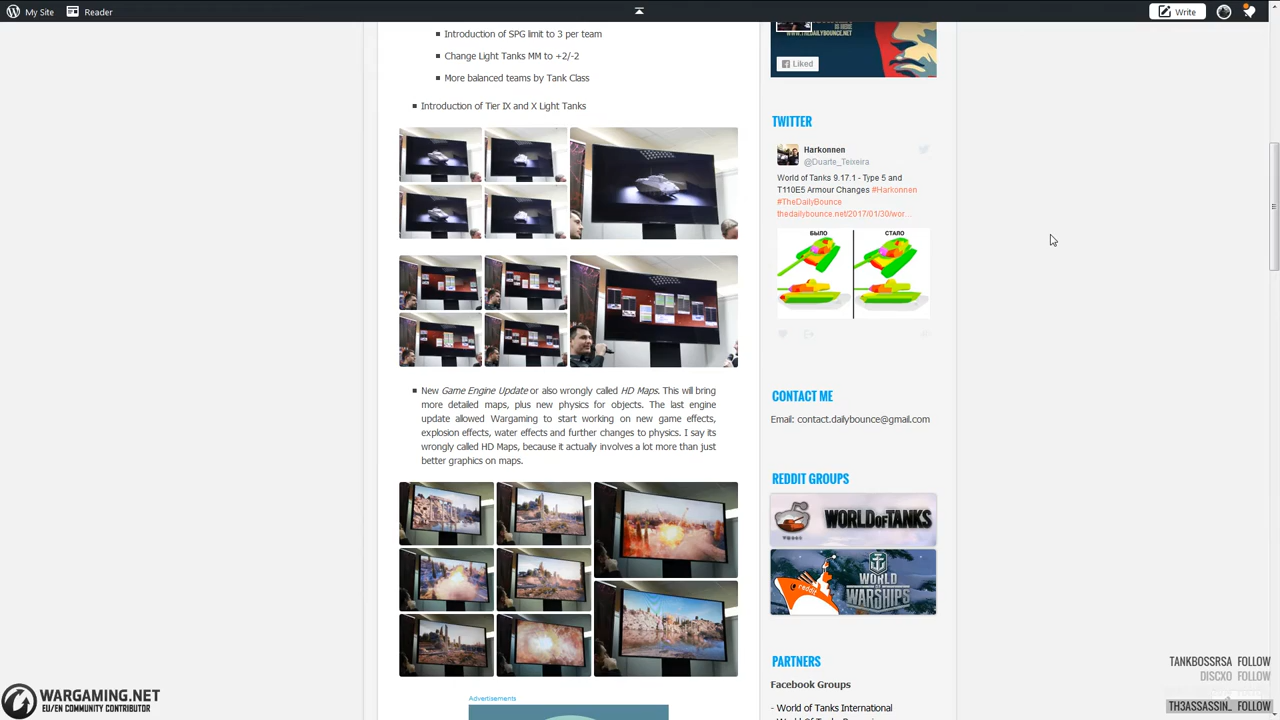 My Site
Reader
Write
Introduction of SPG limit to 3 per team
Change Light Tanks MM to +2/-2
More balanced teams by Tank Class
Introduction of Tier IX and X Light Tanks
New Game Engine Update or also wrongly called HD Maps. This will bring
more detailed maps, plus new physics for objects. The last engine
update allowed Wargaming to start working on new game effects,
explosion effects, water effects and further changes to physics. I say its
wrongly called HD Maps, because it actually involves a lot more than just
better graphics on maps.
Advertisements
WWW.THEDAILYBOUNCE.NET
Liked
TWITTER
Harkonnen
@Duarte_Teixeira
World of Tanks 9.17.1 - Type 5 and
T110E5 Armour Changes #Harkonnen
#TheDailyBounce
thedailybounce.net/2017/01/30/wor...
БЫЛО
СТАЛО
CONTACT ME
Email: contact.dailybounce@gmail.com
REDDIT GROUPS
WORLD OF TANKS
reddit
WORLD
OF
WARSHIPS
PARTNERS
Facebook Groups
- World of Tanks International
WARGAMING.NET
EU/EN COMMUNITY CONTRIBUTOR
TANKBOSSRSA FOLLOW
DISCXO FOLLOW
TH3ASSASSIN_ FOLLOW